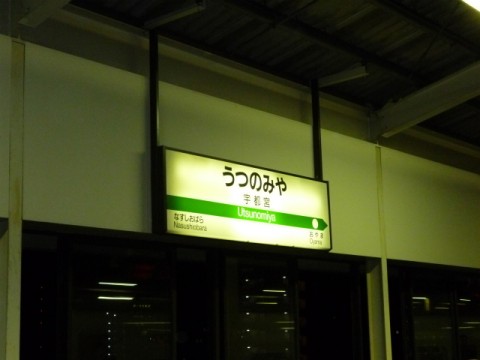 うつのみや
宇都宮
Utsunomiya
なすしおばら
Nasushiobara